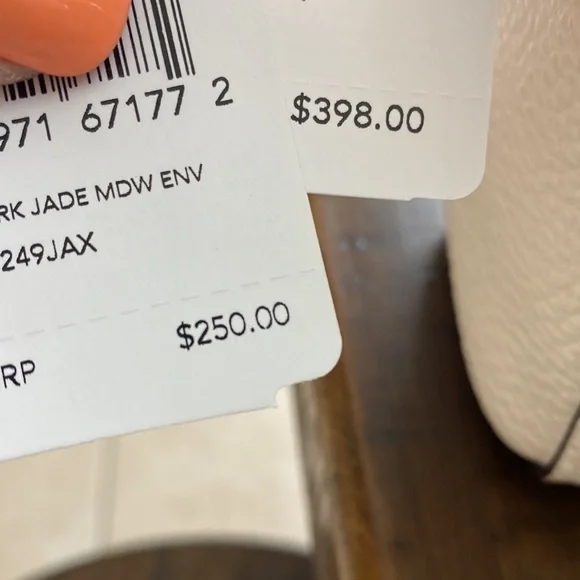 971 67177 2
$398.00
RK JADE MDW ENV
249JAX
$250.00
RP